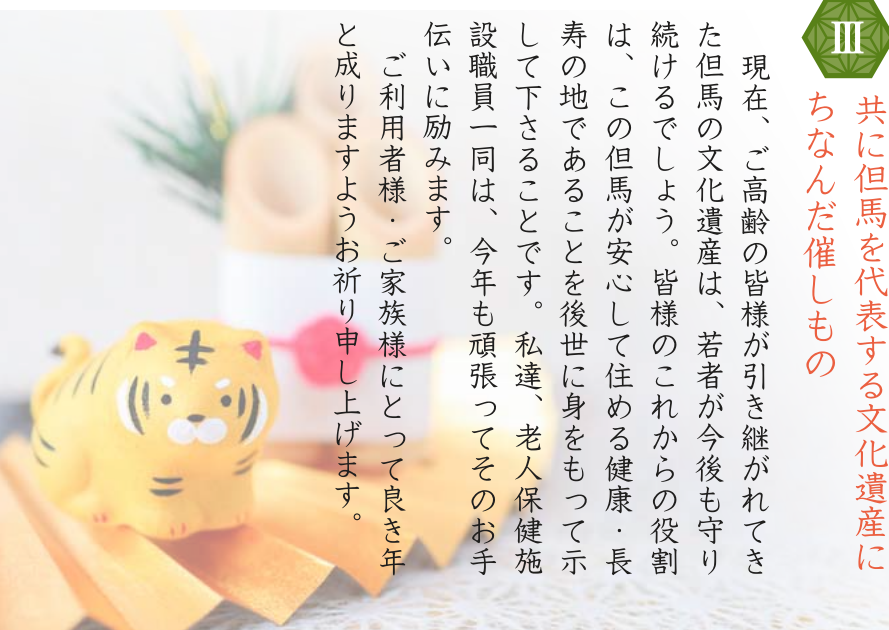 Ⅲ
共に但馬を代表する文化遺産に
ちなんだ催しもの
現在、ご高齢の皆様が引き継がれてき
た但馬の文化遺産は、若者が今後も守り
続けるでしょう。皆様のこれからの役割
は、この但馬が安心して住める健康・長
寿の地であることを後世に身をもって示
して下さることです。私達、老人保健施
設職員一同は、今年も頑張ってそのお手
伝いに励みます。
ご利用者様・ご家族様にとって良き年
と成りますようお祈り申し上げます。